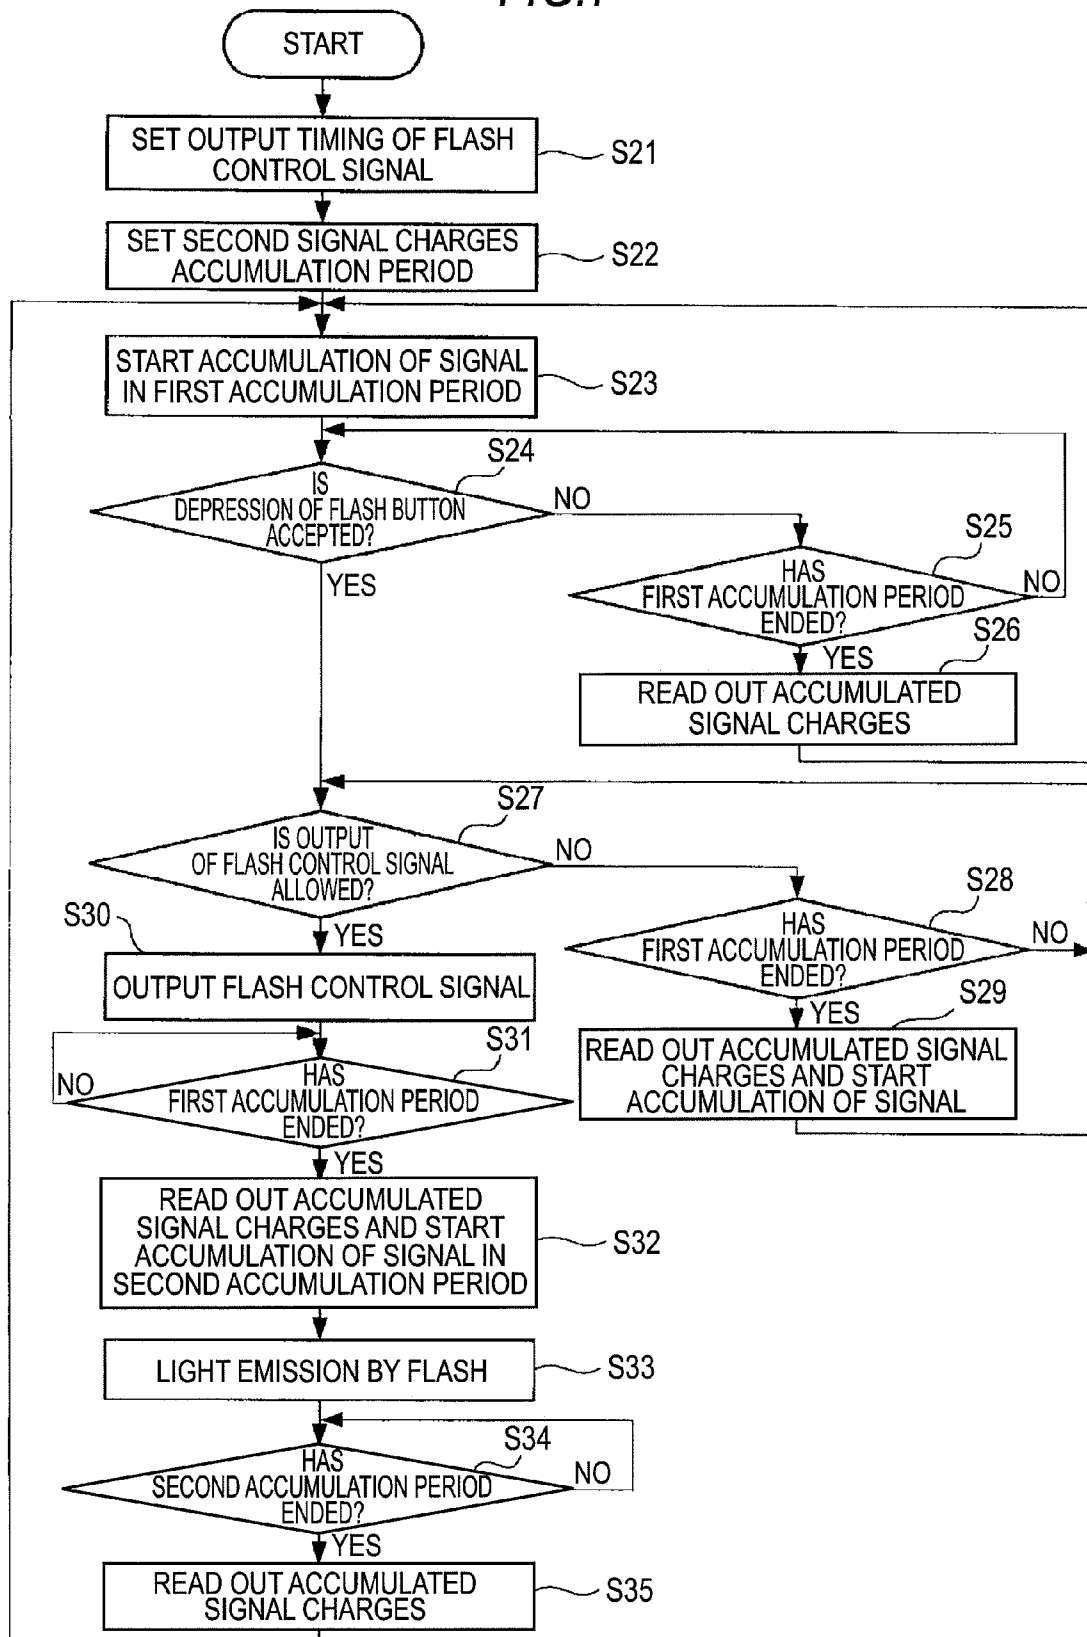 START
SET OUTPUT TIMING OF FLASH
CONTROL SIGNAL
S21
SET SECOND SIGNAL CHARGES
ACCUMULATION PERIOD
S22
START ACCUMULATION OF SIGNAL
IN FIRST ACCUMULATION PERIOD
S23
S24
IS
DEPRESSION OF FLASH BUTTON
ACCEPTED?
NO
YES
S25
HAS
FIRST ACCUMULATION PERIOD
ENDED?
NO
YES
S26
READ OUT ACCUMULATED
SIGNAL CHARGES
S27
IS OUTPUT
OF FLASH CONTROL SIGNAL
ALLOWED?
NO
YES
S28
HAS
FIRST ACCUMULATION PERIOD
ENDED?
NO
YES
S29
READ OUT ACCUMULATED SIGNAL
CHARGES AND START
ACCUMULATION OF SIGNAL
S30
OUTPUT FLASH CONTROL SIGNAL
S31
HAS
FIRST ACCUMULATION PERIOD
ENDED?
NO
YES
READ OUT ACCUMULATED
SIGNAL CHARGES AND START
ACCUMULATION OF SIGNAL IN
SECOND ACCUMULATION PERIOD
S32
LIGHT EMISSION BY FLASH
S33
S34
HAS
SECOND ACCUMULATION PERIOD
ENDED?
NO
YES
READ OUT ACCUMULATED
SIGNAL CHARGES
S35